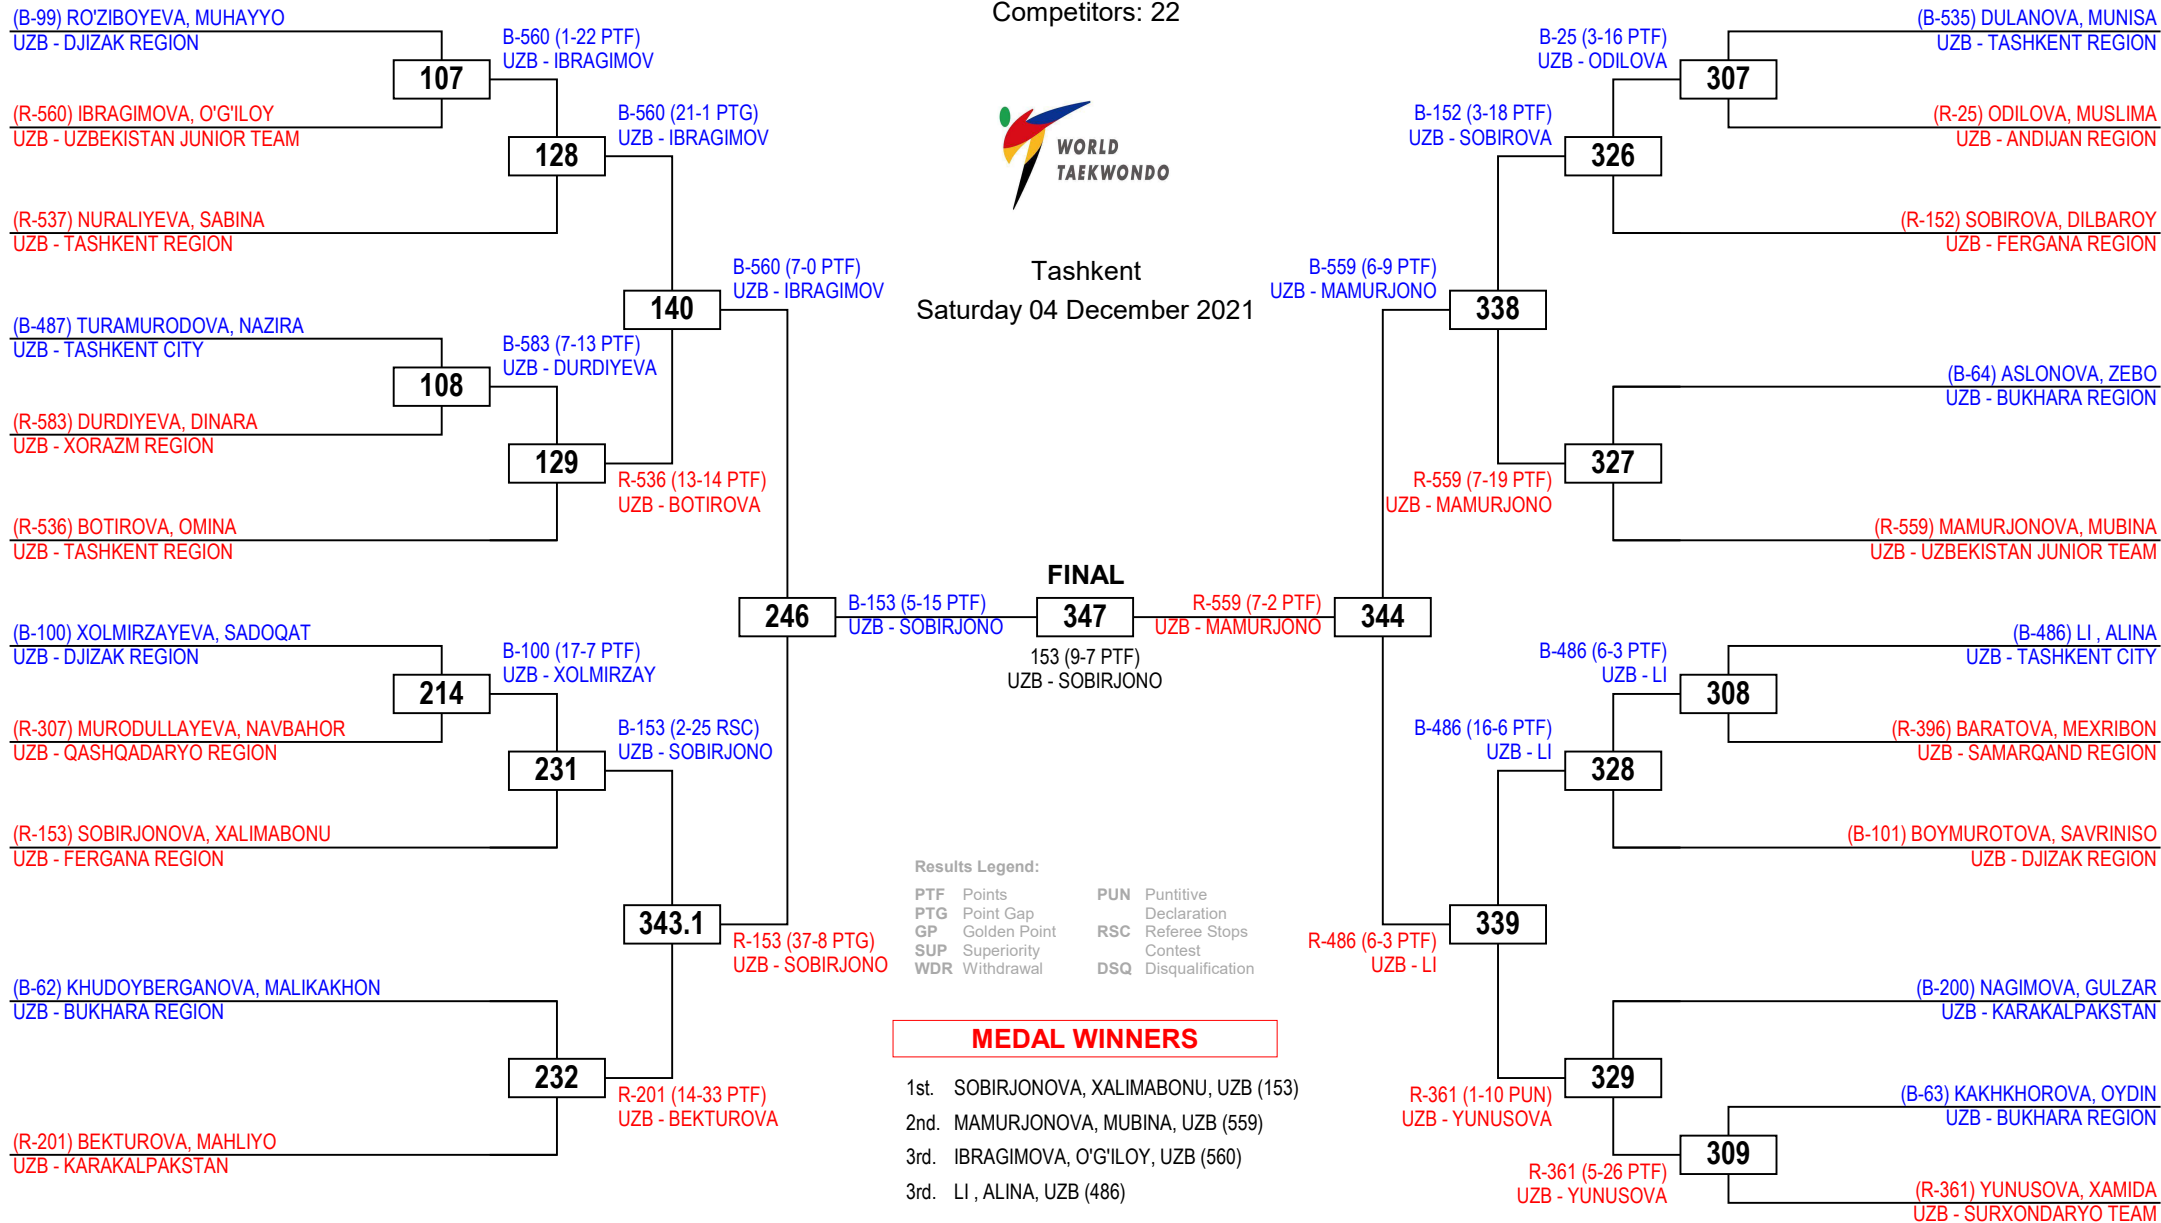 Competitors: 22
WORLD
TAEKWONDO
Tashkent
Saturday 04 December 2021
(B-99) RO'ZIBOYEVA, MUHAYYO
UZB - DJIZAK REGION
107
(R-560) IBRAGIMOVA, O'G'ILOY
UZB - UZBEKISTAN JUNIOR TEAM
B-560 (1-22 PTF)
UZB - IBRAGIMOV
128
B-560 (21-1 PTG)
UZB - IBRAGIMOV
(R-537) NURALIYEVA, SABINA
UZB - TASHKENT REGION
140
B-560 (7-0 PTF)
UZB - IBRAGIMOV
(B-487) TURAMURODOVA, NAZIRA
UZB - TASHKENT CITY
108
(R-583) DURDIYEVA, DINARA
UZB - XORAZM REGION
B-583 (7-13 PTF)
UZB - DURDIYEVA
129
R-536 (13-14 PTF)
UZB - BOTIROVA
(R-536) BOTIROVA, OMINA
UZB - TASHKENT REGION
246
B-153 (5-15 PTF)
UZB - SOBIRJONO
(B-100) XOLMIRZAYEVA, SADOQAT
UZB - DJIZAK REGION
214
(R-307) MURODULLAYEVA, NAVBAHOR
UZB - QASHQADARYO REGION
B-100 (17-7 PTF)
UZB - XOLMIRZAY
231
B-153 (2-25 RSC)
UZB - SOBIRJONO
(R-153) SOBIRJONOVA, XALIMABONU
UZB - FERGANA REGION
343.1
R-153 (37-8 PTG)
UZB - SOBIRJONO
(B-62) KHUDOYBERGANOVA, MALIKAKHON
UZB - BUKHARA REGION
232
R-201 (14-33 PTF)
UZB - BEKTUROVA
(R-201) BEKTUROVA, MAHLIYO
UZB - KARAKALPAKSTAN
FINAL
347
153 (9-7 PTF)
UZB - SOBIRJONO
R-559 (7-2 PTF)
UZB - MAMURJONO
344
(B-535) DULANOVA, MUNISA
UZB - TASHKENT REGION
307
(R-25) ODILOVA, MUSLIMA
UZB - ANDIJAN REGION
B-25 (3-16 PTF)
UZB - ODILOVA
326
B-152 (3-18 PTF)
UZB - SOBIROVA
(R-152) SOBIROVA, DILBAROY
UZB - FERGANA REGION
338
B-559 (6-9 PTF)
UZB - MAMURJONO
(B-64) ASLONOVA, ZEBO
UZB - BUKHARA REGION
327
R-559 (7-19 PTF)
UZB - MAMURJONO
(R-559) MAMURJONOVA, MUBINA
UZB - UZBEKISTAN JUNIOR TEAM
(B-486) LI , ALINA
UZB - TASHKENT CITY
308
(R-396) BARATOVA, MEXRIBON
UZB - SAMARQAND REGION
B-486 (6-3 PTF)
UZB - LI
328
B-486 (16-6 PTF)
UZB - LI
(B-101) BOYMUROTOVA, SAVRINISO
UZB - DJIZAK REGION
339
R-486 (6-3 PTF)
UZB - LI
(B-200) NAGIMOVA, GULZAR
UZB - KARAKALPAKSTAN
329
R-361 (1-10 PUN)
UZB - YUNUSOVA
(B-63) KAKHKHOROVA, OYDIN
UZB - BUKHARA REGION
309
R-361 (5-26 PTF)
UZB - YUNUSOVA
(R-361) YUNUSOVA, XAMIDA
UZB - SURXONDARYO TEAM
Results Legend:
PTF Points
PTG Point Gap
GP Golden Point
SUP Superiority
WDR Withdrawal
PUN Puntitive
Declaration
RSC Referee Stops
Contest
DSQ Disqualification
MEDAL WINNERS
1st. SOBIRJONOVA, XALIMABONU, UZB (153)
2nd. MAMURJONOVA, MUBINA, UZB (559)
3rd. IBRAGIMOVA, O'G'ILOY, UZB (560)
3rd. LI , ALINA, UZB (486)